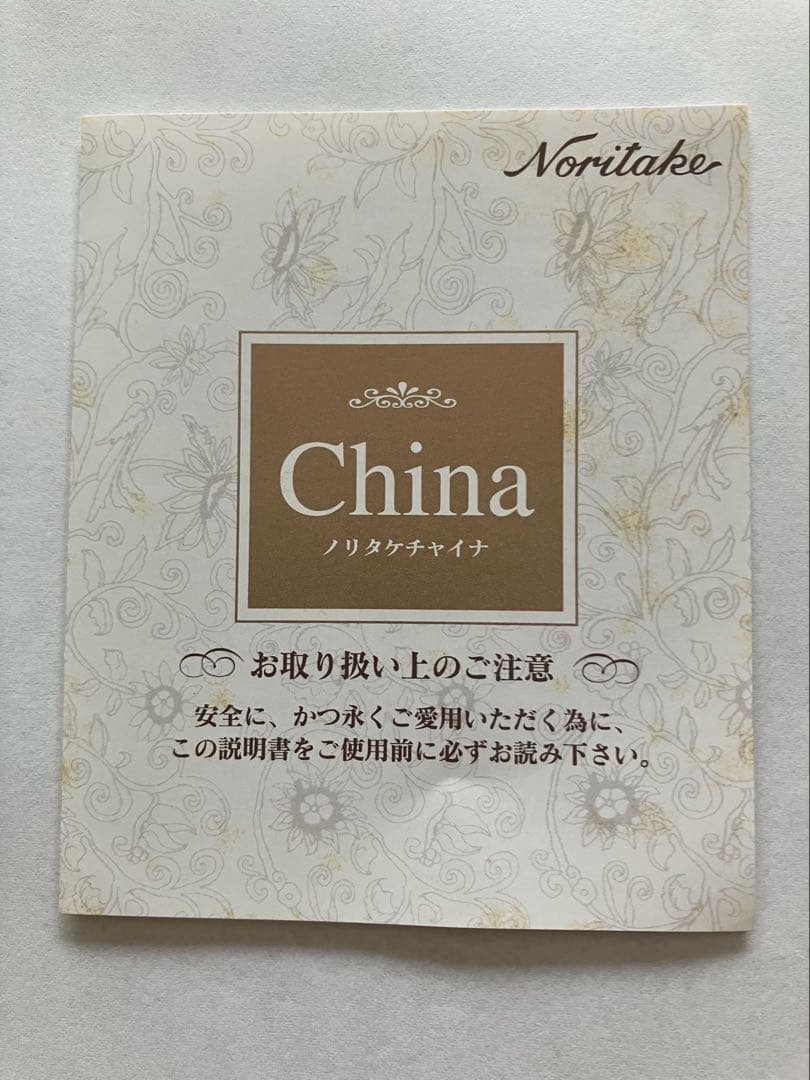 Noritake
China
ノリタケチャイナ
お取り扱い上のご注意
安全に、かつ永くご愛用いただく為に、
この説明書をご使用前に必ずお読み下さい。